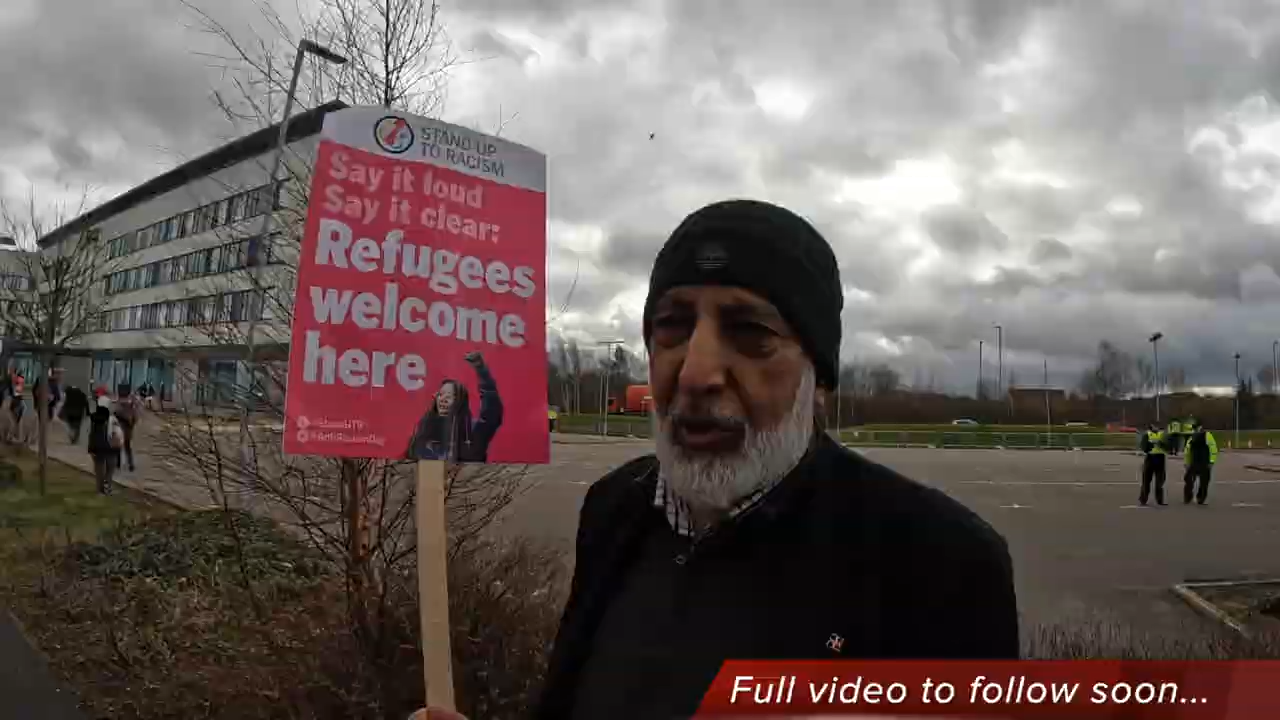 STAND UP
TO RACISM
Say it loud
Say it clear:
Refugees
welcome
here
Full video to follow soon...